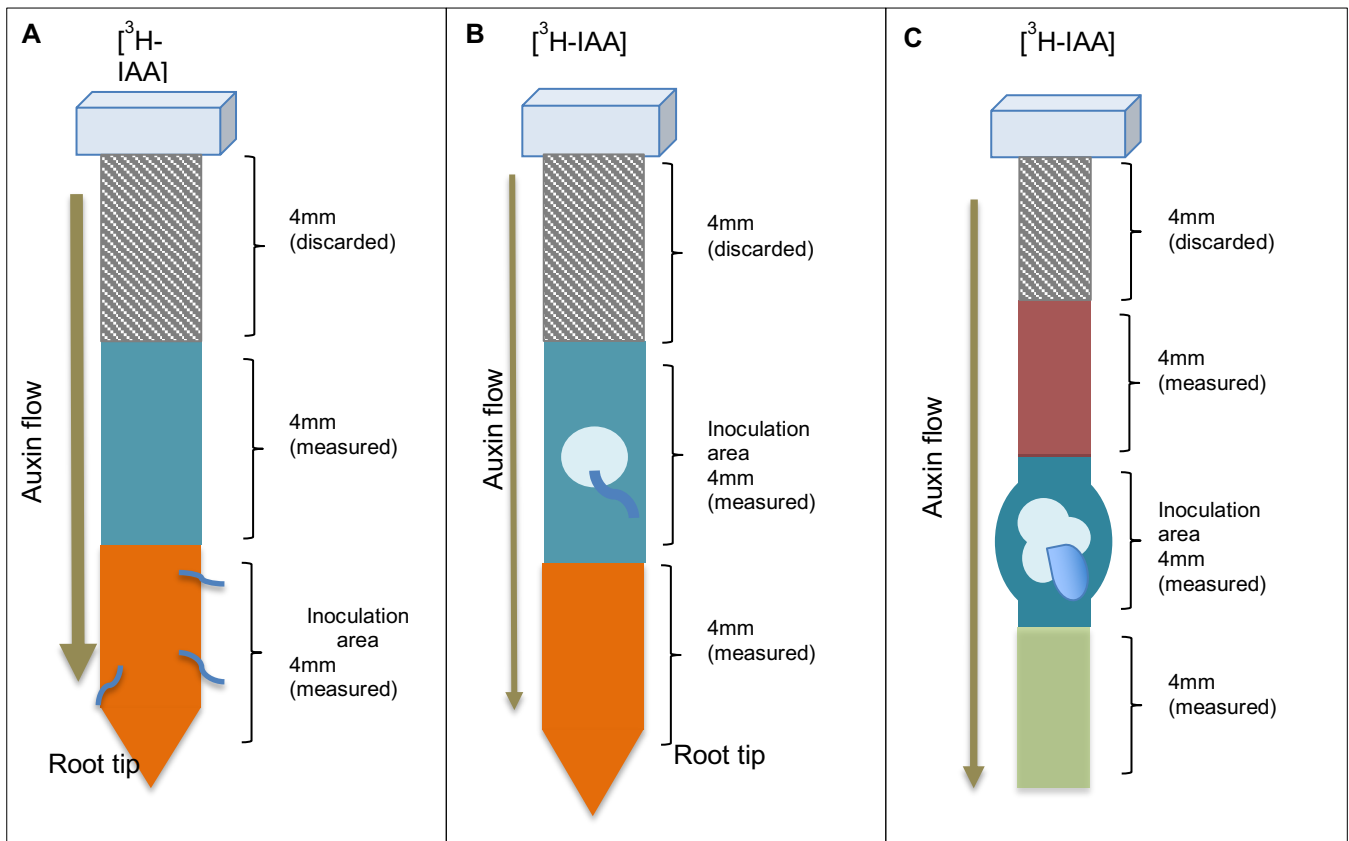 A
[³H-
IAA]
4mm
(discarded)
4mm
(measured)
Auxin flow
Inoculation
area
4mm
(measured)
Root tip
B
[³H-IAA]
4mm
(discarded)
Auxin flow
Inoculation
area
4mm
(measured)
4mm
(measured)
Root tip
C
[³H-IAA]
4mm
(discarded)
4mm
(measured)
Auxin flow
Inoculation
area
4mm
(measured)
4mm
(measured)